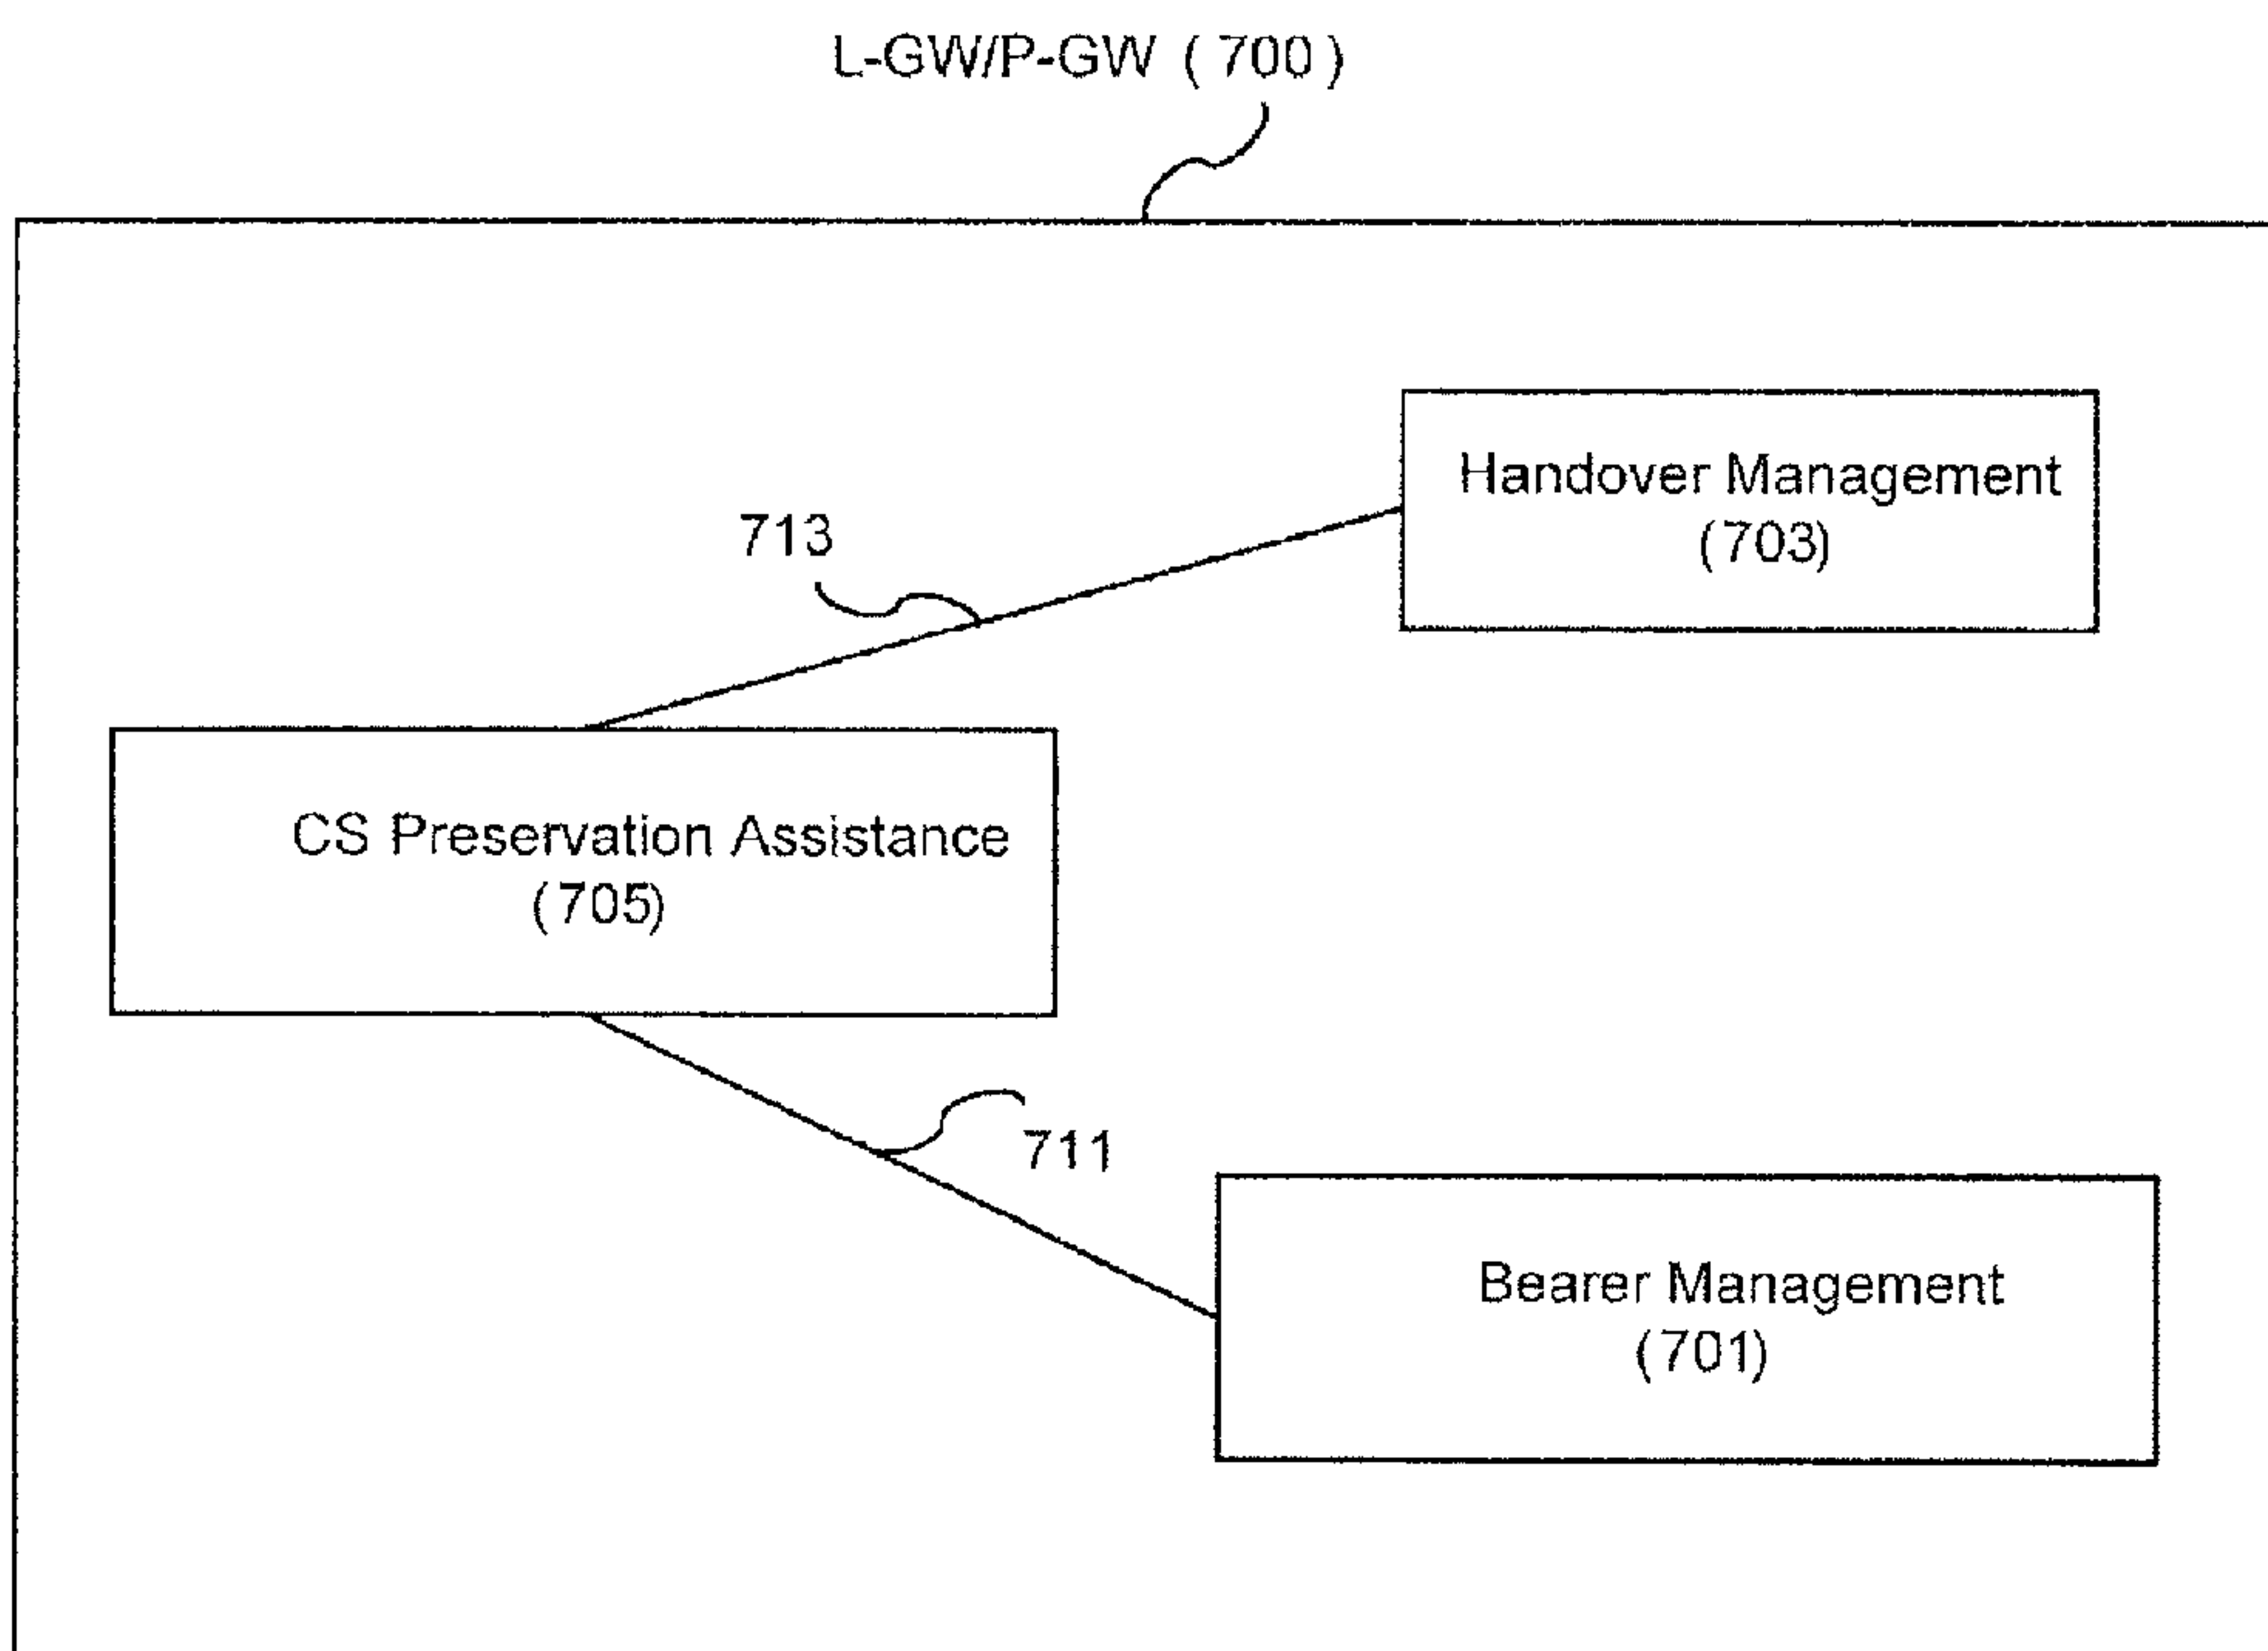 L-GW/P-GW (700)
Handover Management
(703)
713
CS Preservation Assistance
(705)
711
Bearer Management
(701)